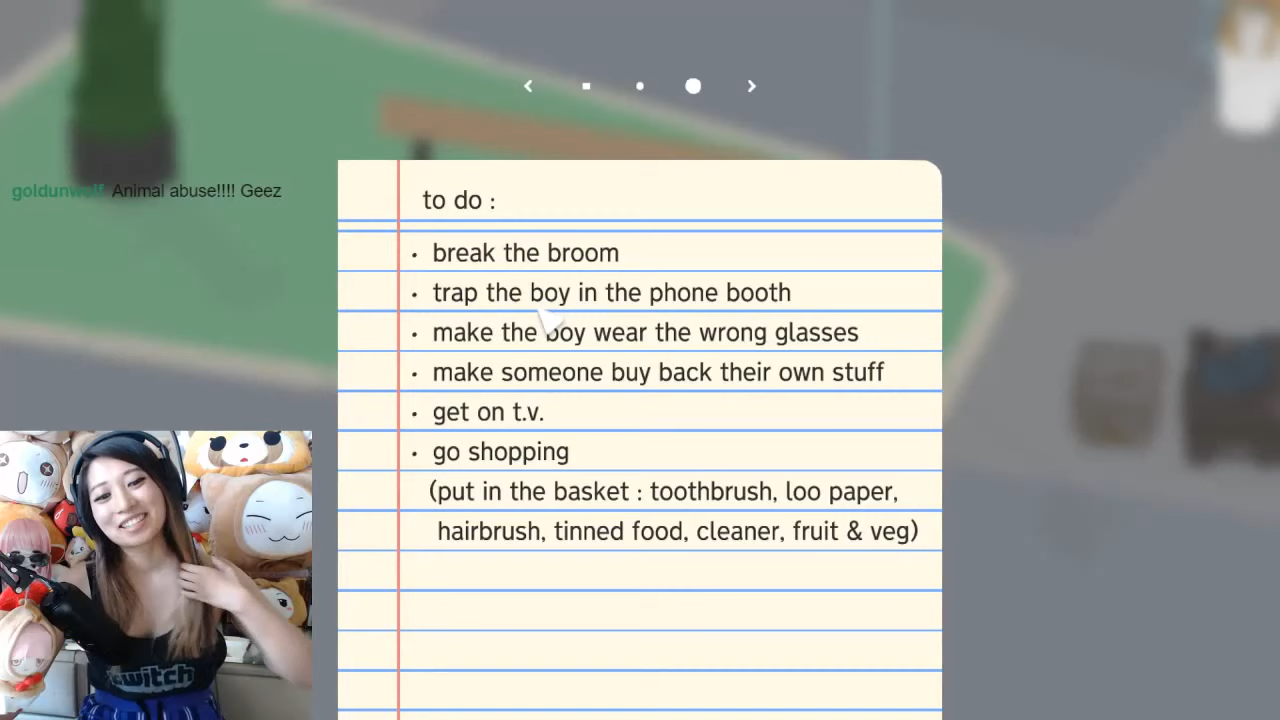 goldunwolf Animal abuse!!!! Geez
to do :
• break the broom
• trap the boy in the phone booth
• make the boy wear the wrong glasses
• make someone buy back their own stuff
• get on t.v.
• go shopping
(put in the basket : toothbrush, loo paper,
hairbrush, tinned food, cleaner, fruit & veg)
twitch